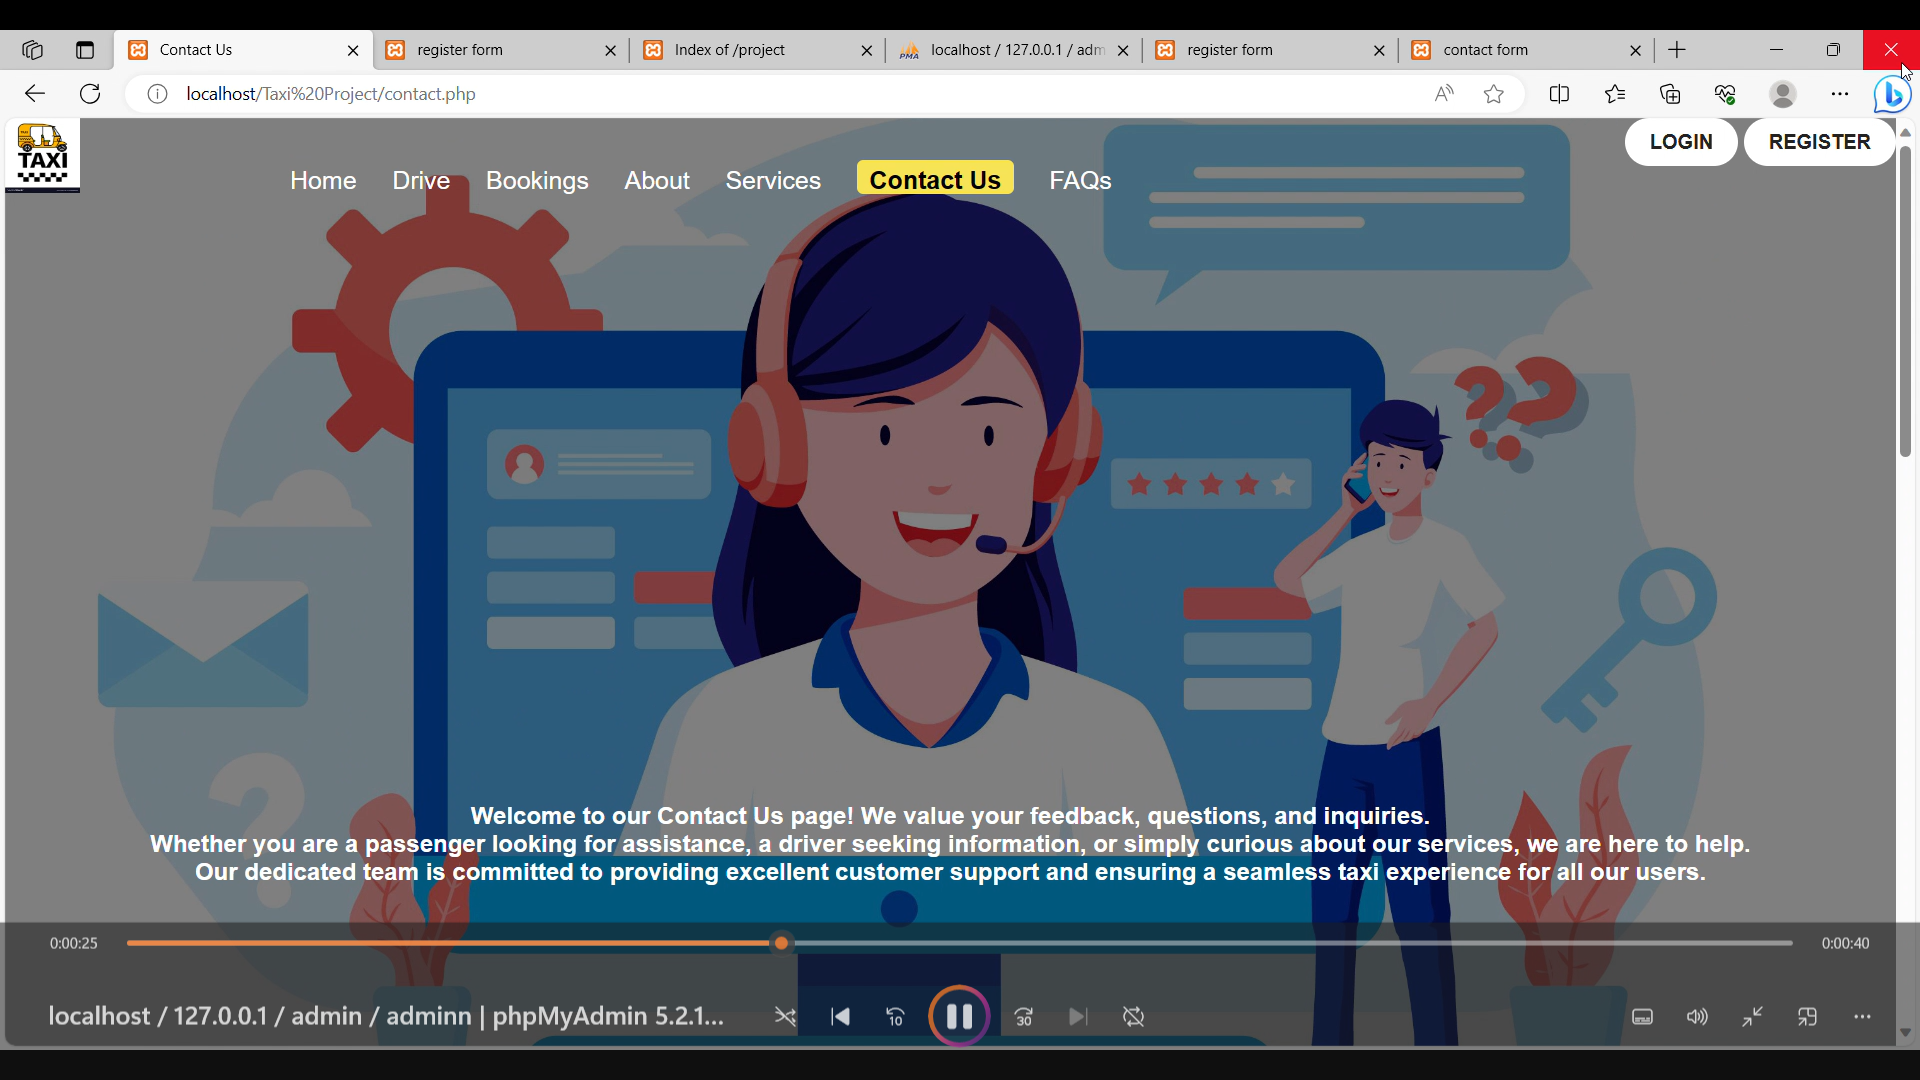 Contact Us
register form
Index of /project
localhost / 127.0.0.1 / adm
register form
contact form
localhost/Taxi%20Project/contact.php
TAXI
LOGIN
REGISTER
Home
Drive
Bookings
About
Services
Contact Us
FAQs
Welcome to our Contact Us page! We value your feedback, questions, and inquiries.
Whether you are a passenger looking for assistance, a driver seeking information, or simply curious about our services, we are here to help.
Our dedicated team is committed to providing excellent customer support and ensuring a seamless taxi experience for all our users.
0:00:25
0:00:40
localhost / 127.0.0.1 / admin / adminn | phpMyAdmin 5.2.1...
10
30